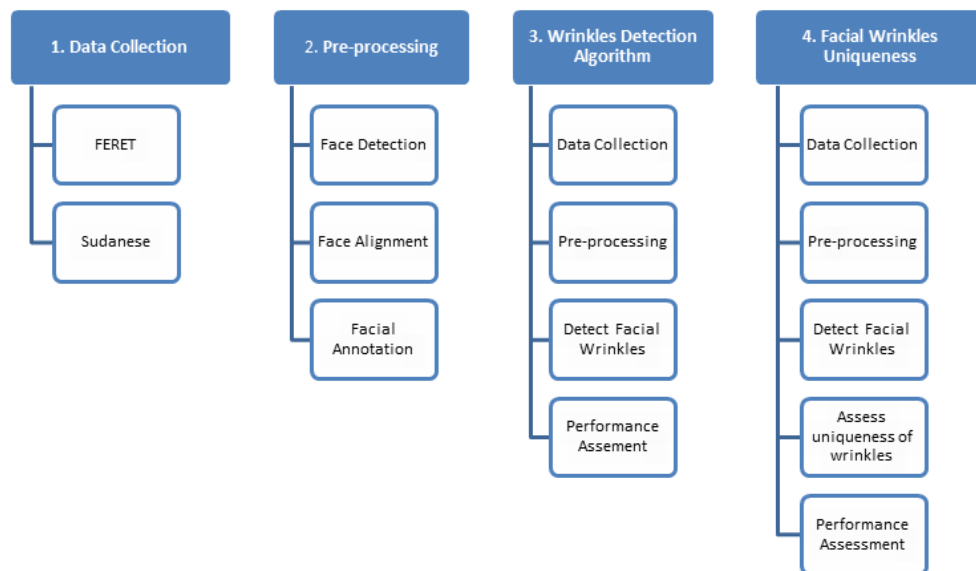 1. Data Collection
FERET
Sudanese
2. Pre-processing
Face Detection
Face Alignment
Facial
Annotation
3. Wrinkles Detection
Algorithm
Data Collection
Pre-processing
Detect Facial
Wrinkles
Performance
Assement
4. Facial Wrinkles
Uniqueness
Data Collection
Pre-processing
Detect Facial
Wrinkles
Assess
uniqueness of
wrinkles
Performance
Assessment